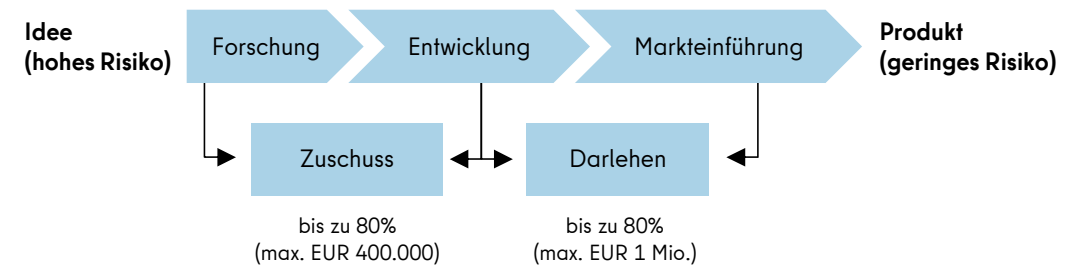 Idee
(hohes Risiko)
Forschung
Entwicklung
Markteinführung
Produkt
(geringes Risiko)
Zuschuss
Darlehen
bis zu 80%
(max. EUR 400.000)
bis zu 80%
(max. EUR 1 Mio.)